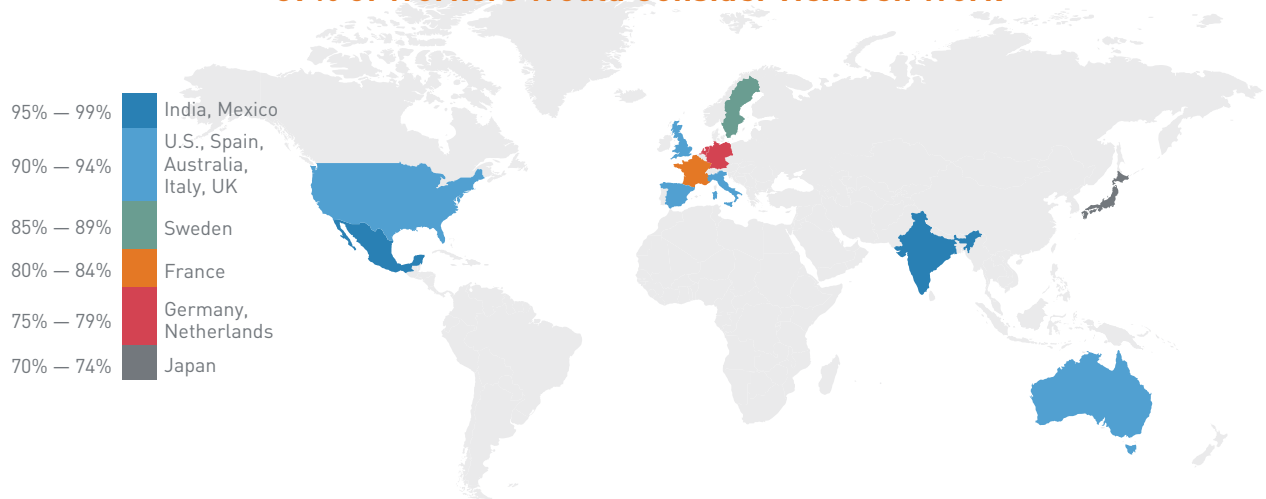 95% — 99%
India, Mexico
90% — 94%
U.S., Spain,
Australia,
Italy, UK
85% — 89%
Sweden
80% — 84%
France
75% — 79%
Germany,
Netherlands
70% — 74%
Japan